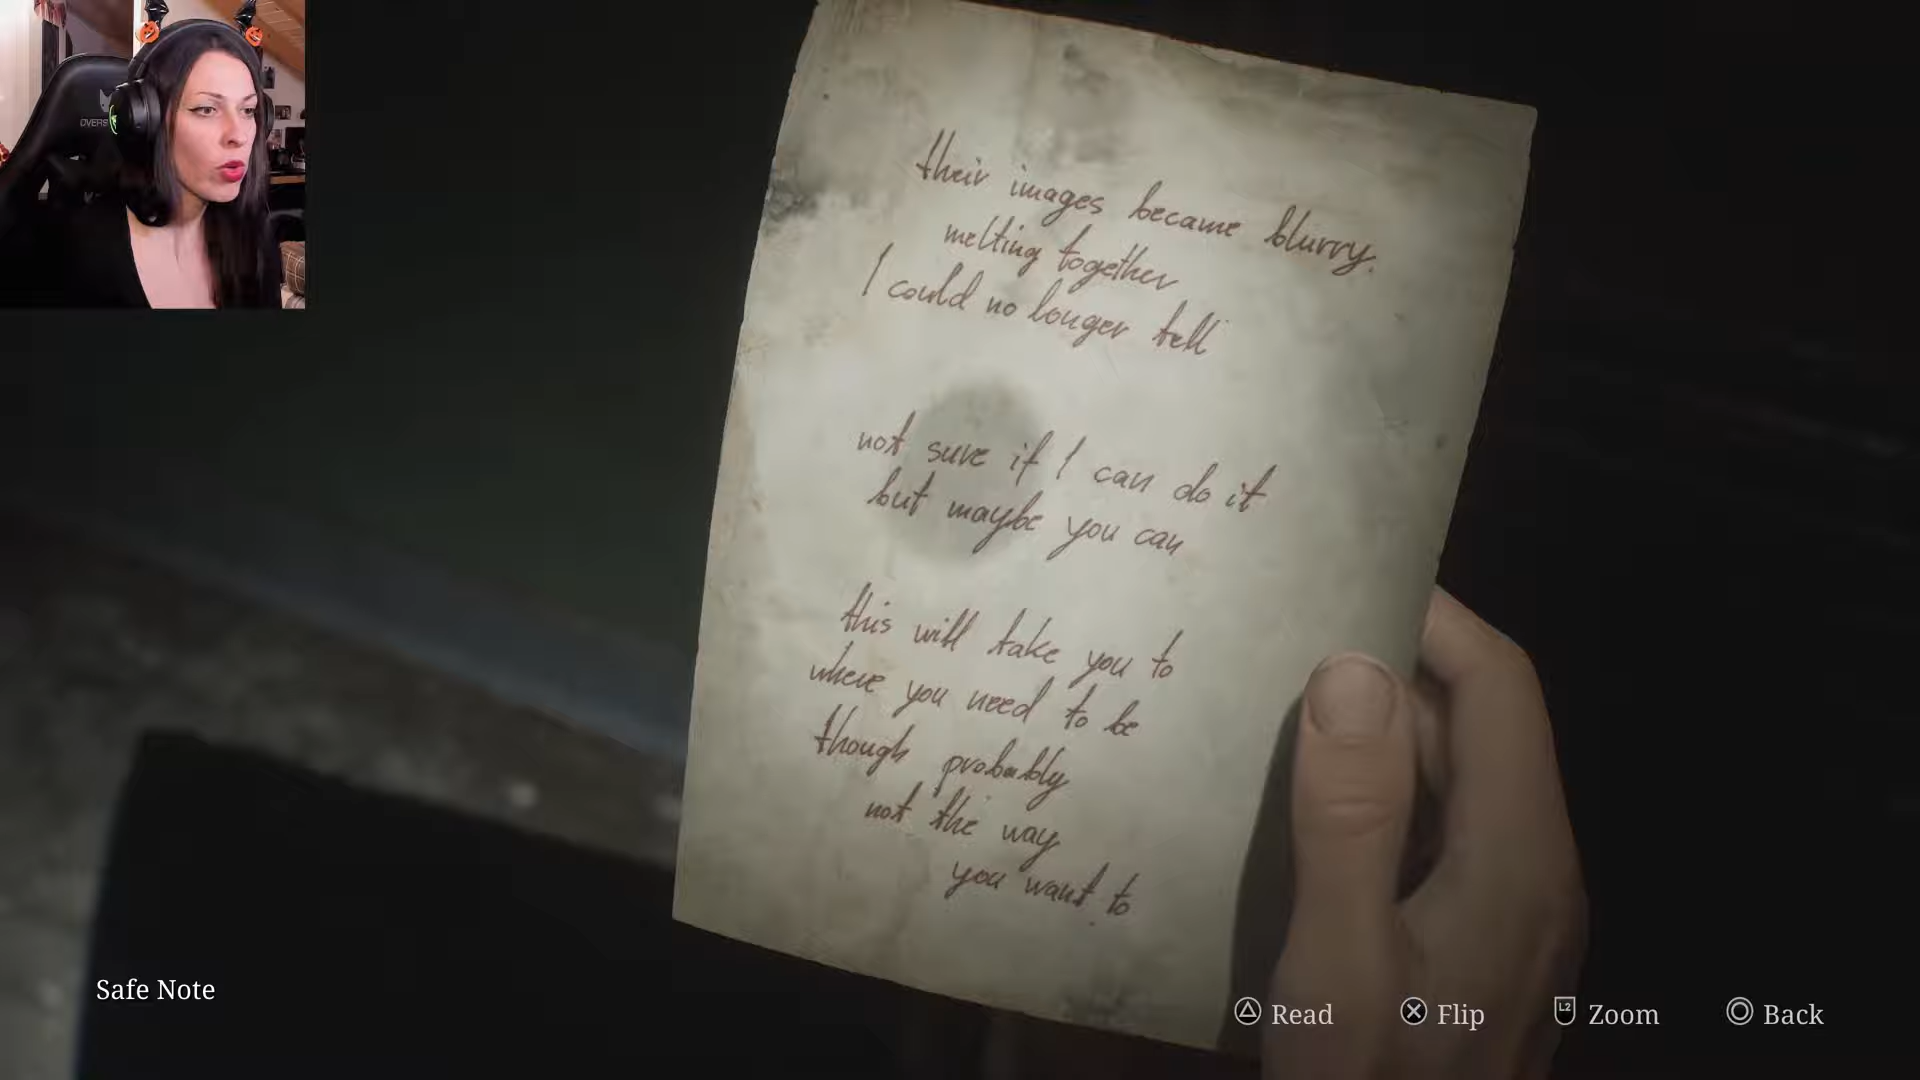 OVERS
their images became blurry.
melting together
I could no longer tell
not sure if I can do it
but maybe you can
this will take you to
where you need to be
though probably
not the way
you want to
Safe Note
Read
Flip
L2 Zoom
Back